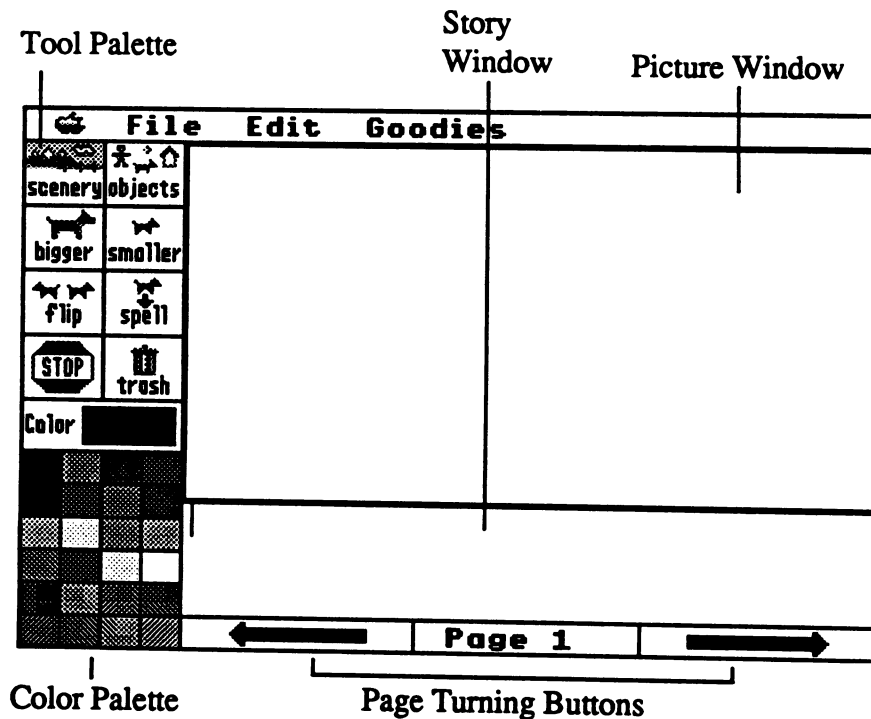 Tool Palette
Story
Window
Picture Window
File Edit Goodies
scenery objects
bigger smaller
flip spell
STOP trash
Color
Page 1
Color Palette
Page Turning Buttons